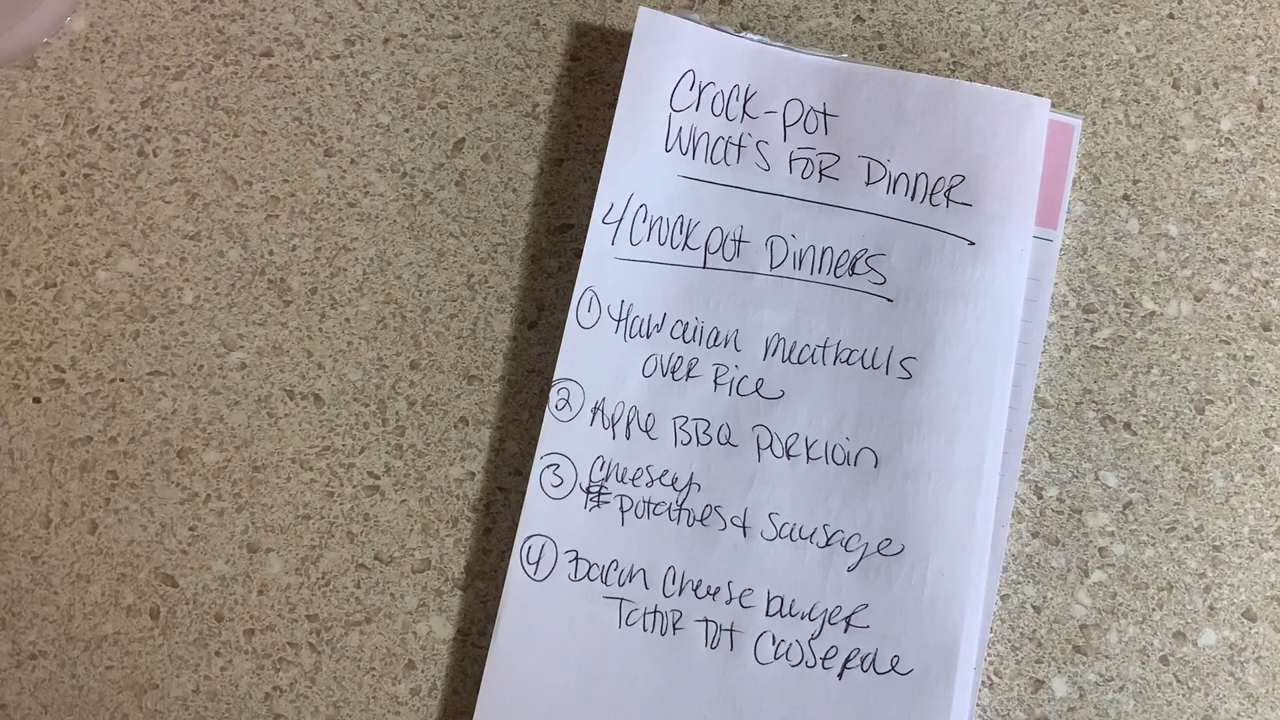 Crock-pot
What's FOR Dinner
4 Crockpot Dinners
① Hawaiian meatballs
over Rice
② Apple BBQ porkloin
③ Cheesey
potatoes & sausage
④ Bacon Cheese burger
Tator Tot Casserole